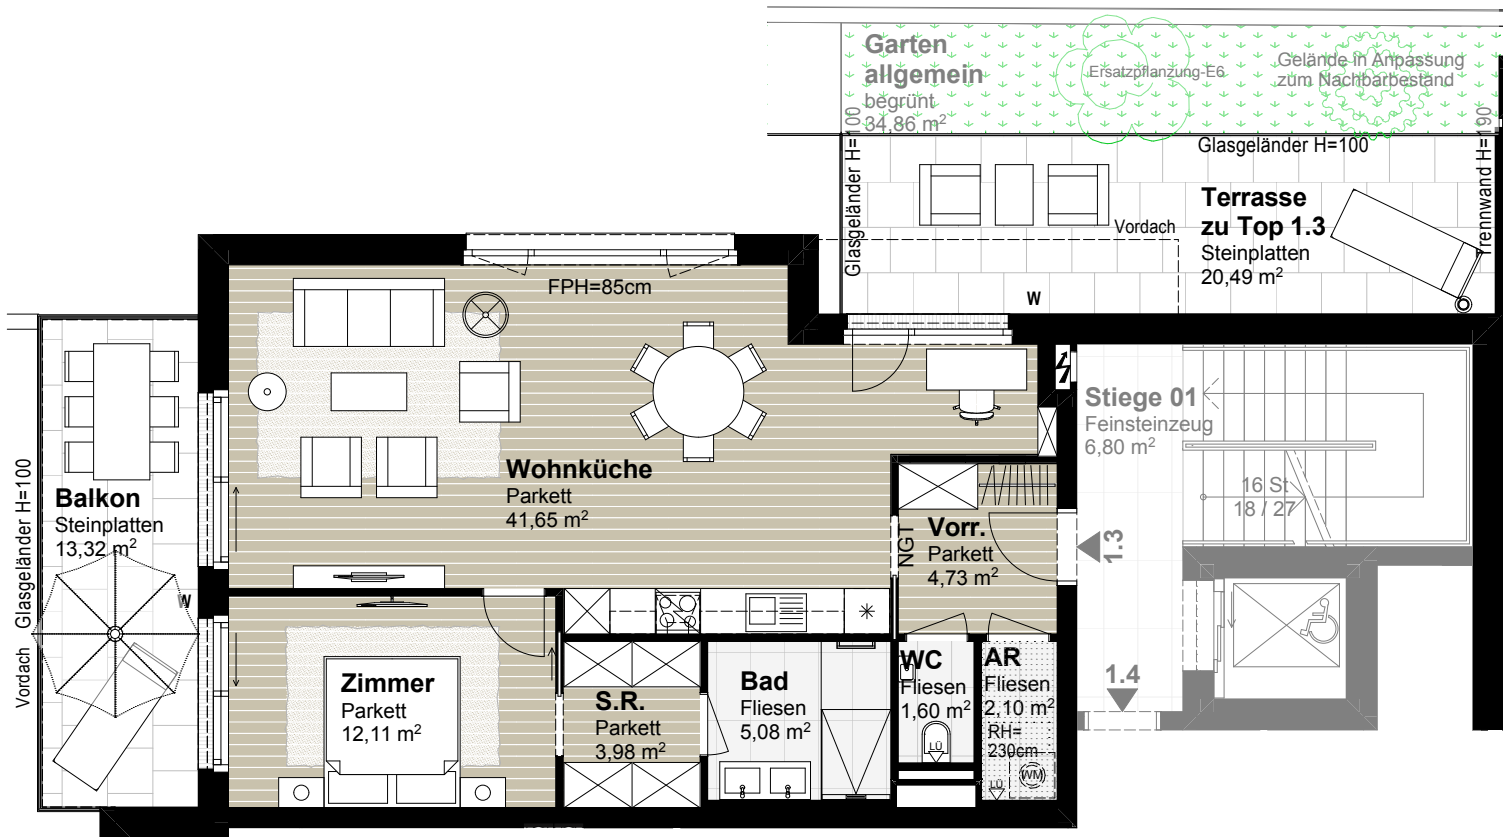 Garten
allgemein
begrünt
34,86 m²
Ersatzpflanzung-E6
Gelände in Anpassung
zum Nachbarbestand
Glasgeländer H=100
Glasgeländer H=100
Trennwand H=190
Terrasse
zu Top 1.3
Steinplatten
20,49 m²
Vordach
W
FPH=85cm
Stiege 01
Feinsteinzeug
6,80 m²
16 St
18 / 27
Wohnküche
Parkett
41,65 m²
Balkon
Steinplatten
13,32 m²
W
Vordach Glasgeländer H=100
NGT
Vorr.
Parkett
4,73 m²
1.3
1.4
Zimmer
Parkett
12,11 m²
S.R.
Parkett
3,98 m²
Bad
Fliesen
5,08 m²
WC
Fliesen
1,60 m²
LÜ
AR
Fliesen
2,10 m²
RH=
230cm
WM
LÜ